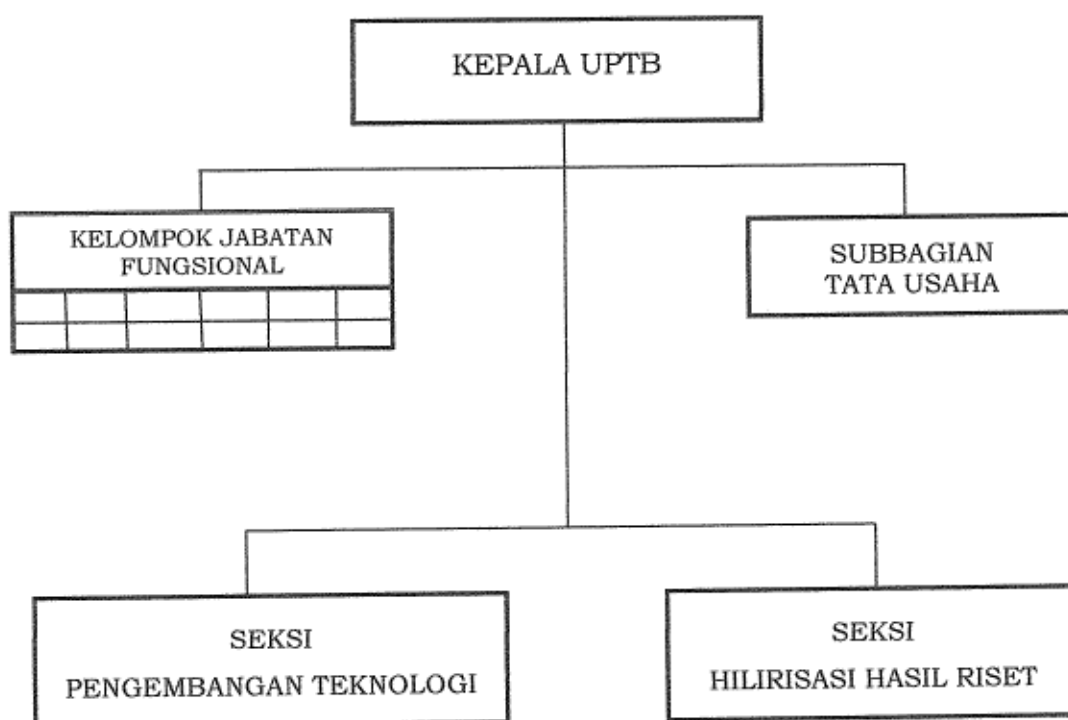 KEPALA UPTB
KELOMPOK JABATAN
FUNGSIONAL
SUBBAGIAN
TATA USAHA
SEKSI
PENGEMBANGAN TEKNOLOGI
SEKSI
HILIRISASI HASIL RISET